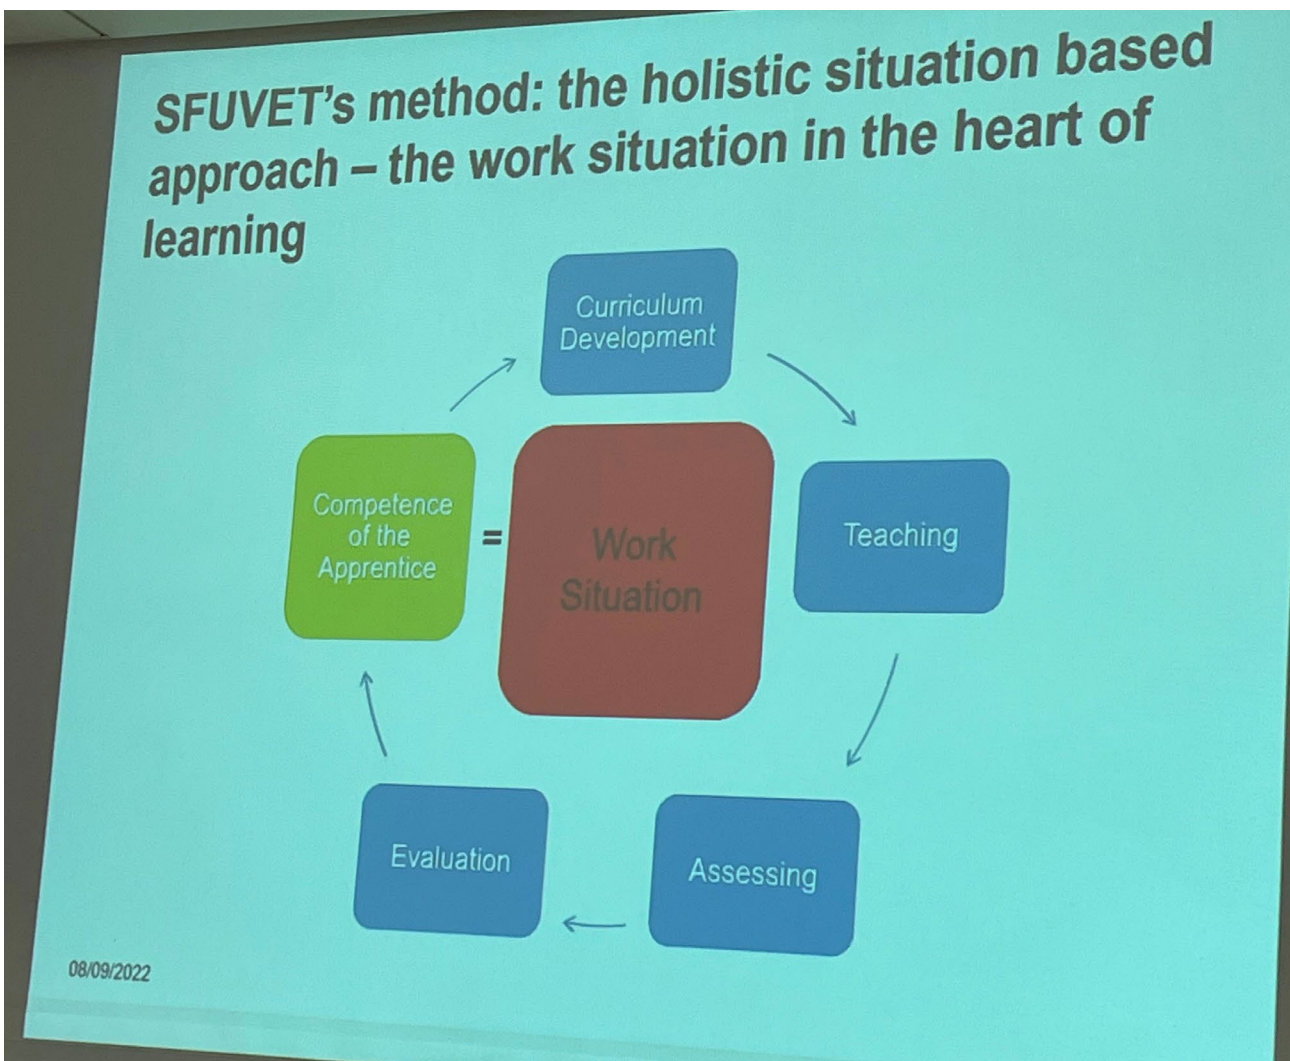 SFUVET's method: the holistic situation based
approach – the work situation in the heart of
learning
Curriculum
Development
Competence
of the
Apprentice
=
Work
Situation
Teaching
Evaluation
Assessing
08/09/2022